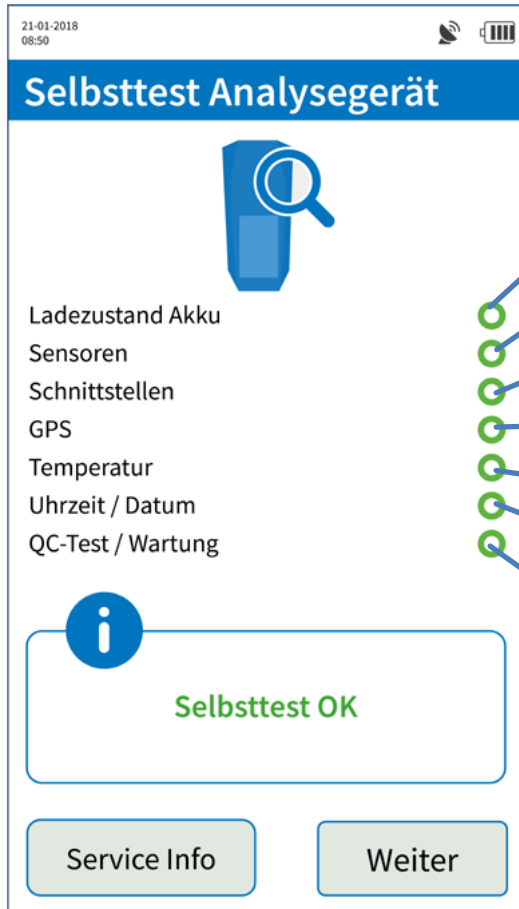 21-01-2018
08:50
Selbsttest Analysegerät
Ladezustand Akku
Sensoren
Schnittstellen
GPS
Temperatur
Uhrzeit / Datum
QC-Test / Wartung
i
Selbsttest OK
Service Info
Weiter